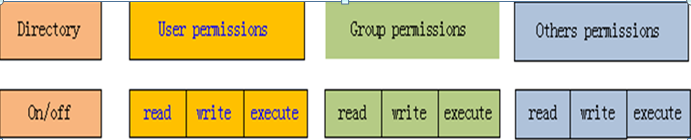 Directory User permissions Group permissions Others permissions
On/off read write execute read write execute read write execute